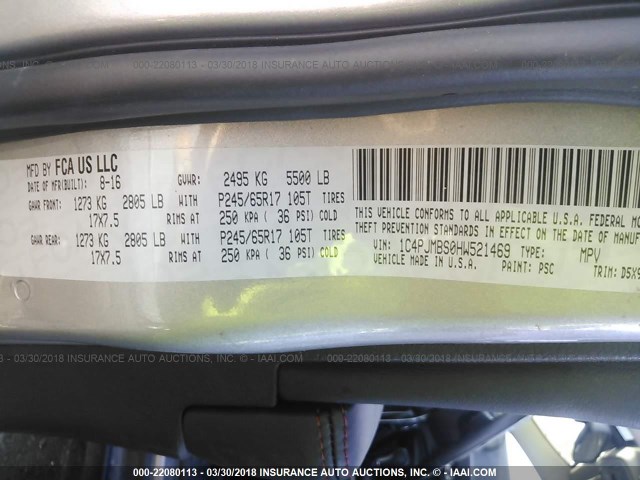 000-22080113 - 03/30/2018 INSURANCE AUTO AUCTIONS, INC. © - IAAI.COM
MFD BY FCA US LLC
DATE OF MFR(BUILT): 8-16 GVWR: 2495 KG 5500 LB
GAWR FRONT: 1273 KG 2805 LB WITH P245/65R17 105T TIRES
17X7.5 RIMS AT 250 KPA ( 36 PSI) COLD
GAWR REAR: 1273 KG 2805 LB WITH P245/65R17 105T TIRES
17X7.5 RIMS AT 250 KPA ( 36 PSI) COLD
THIS VEHICLE CONFORMS TO ALL APPLICABLE U.S.A. FEDERAL
THEFT PREVENTION STANDARDS IN EFFECT ON THE DATE OF
VIN: 1C4PJMBS0HW521469 TYPE: MPV
VEHICLE MADE IN U.S.A. PAINT: PSC TRIM:
000-22080113 - 03/30/2018 INSURANCE AUTO AUCTIONS, INC. © - IAAI.COM
000-22080113 - 03/30/2018 INSURANCE AUTO AUCTIONS, INC. © - IAAI.COM